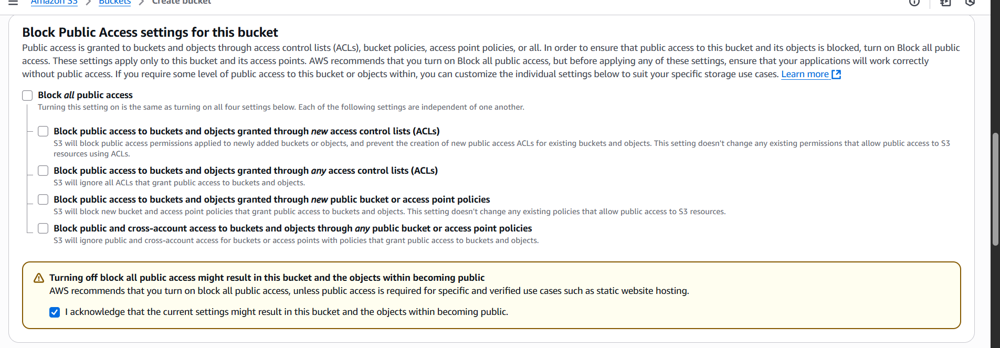 Amazon S3 > Buckets > Create bucket
Block Public Access settings for this bucket
Public access is granted to buckets and objects through access control lists (ACLs), bucket policies, access point policies, or all. In order to ensure that public access to this bucket and its objects is blocked, turn on Block all public
access. These settings apply only to this bucket and its access points. AWS recommends that you turn on Block all public access, but before applying any of these settings, ensure that your applications will work correctly
without public access. If you require some level of public access to this bucket or objects within, you can customize the individual settings below to suit your specific storage use cases. Learn more
Block all public access
Turning this setting on is the same as turning on all four settings below. Each of the following settings are independent of one another.
Block public access to buckets and objects granted through new access control lists (ACLs)
S3 will block public access permissions applied to newly added buckets or objects, and prevent the creation of new public access ACLs for existing buckets and objects. This setting doesn't change any existing permissions that allow public access to S3
resources using ACLs.
Block public access to buckets and objects granted through any access control lists (ACLs)
S3 will ignore all ACLs that grant public access to buckets and objects.
Block public access to buckets and objects granted through new public bucket or access point policies
S3 will block new bucket and access point policies that grant public access to buckets and objects. This setting doesn't change any existing policies that allow public access to S3 resources.
Block public and cross-account access to buckets and objects through any public bucket or access point policies
S3 will ignore public and cross-account access for buckets or access points with policies that grant public access to buckets and objects.
Turning off block all public access might result in this bucket and the objects within becoming public
AWS recommends that you turn on block all public access, unless public access is required for specific and verified use cases such as static website hosting.
I acknowledge that the current settings might result in this bucket and the objects within becoming public.